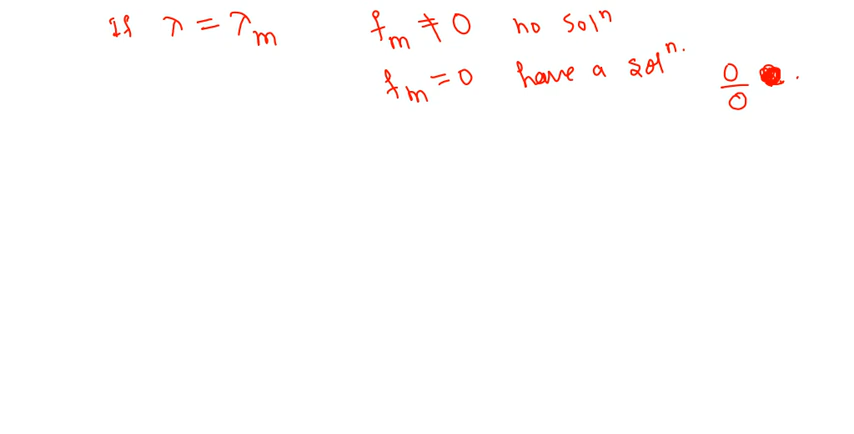 If λ = λₘ fₘ ≠ 0 no solⁿ
fₘ = 0 have a solⁿ. 0/0 .